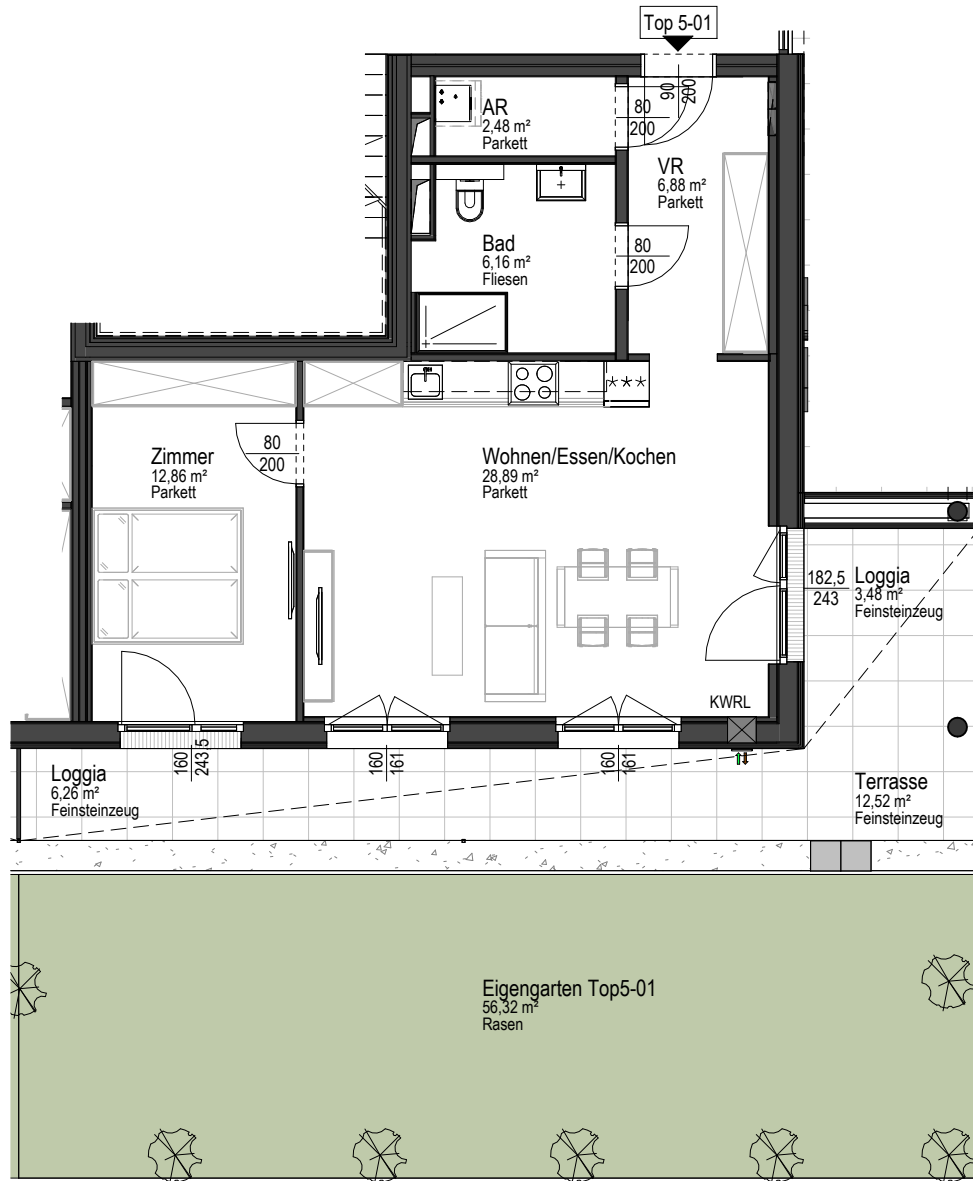 Top 5-01
90
200
AR
2,48 m²
Parkett
80
200
VR
6,88 m²
Parkett
Bad
6,16 m²
Fliesen
80
200
***
Zimmer
12,86 m²
Parkett
80
200
Wohnen/Essen/Kochen
28,89 m²
Parkett
182,5
243
Loggia
3,48 m²
Feinsteinzeug
KWRL
160
243,5
160
161
160
161
Loggia
6,26 m²
Feinsteinzeug
Terrasse
12,52 m²
Feinsteinzeug
Eigengarten Top5-01
56,32 m²
Rasen